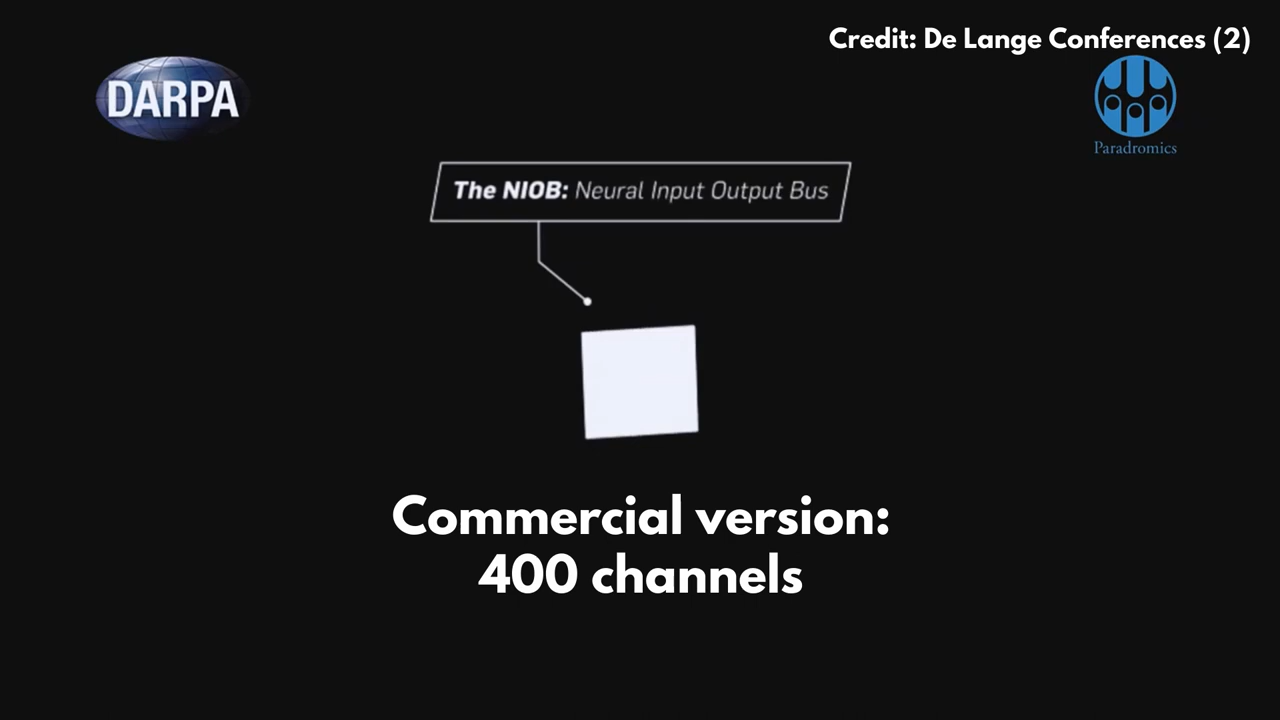 Credit: De Lange Conferences (2)
DARPA
Paradromics
The NIOB: Neural Input Output Bus
Commercial version:
400 channels